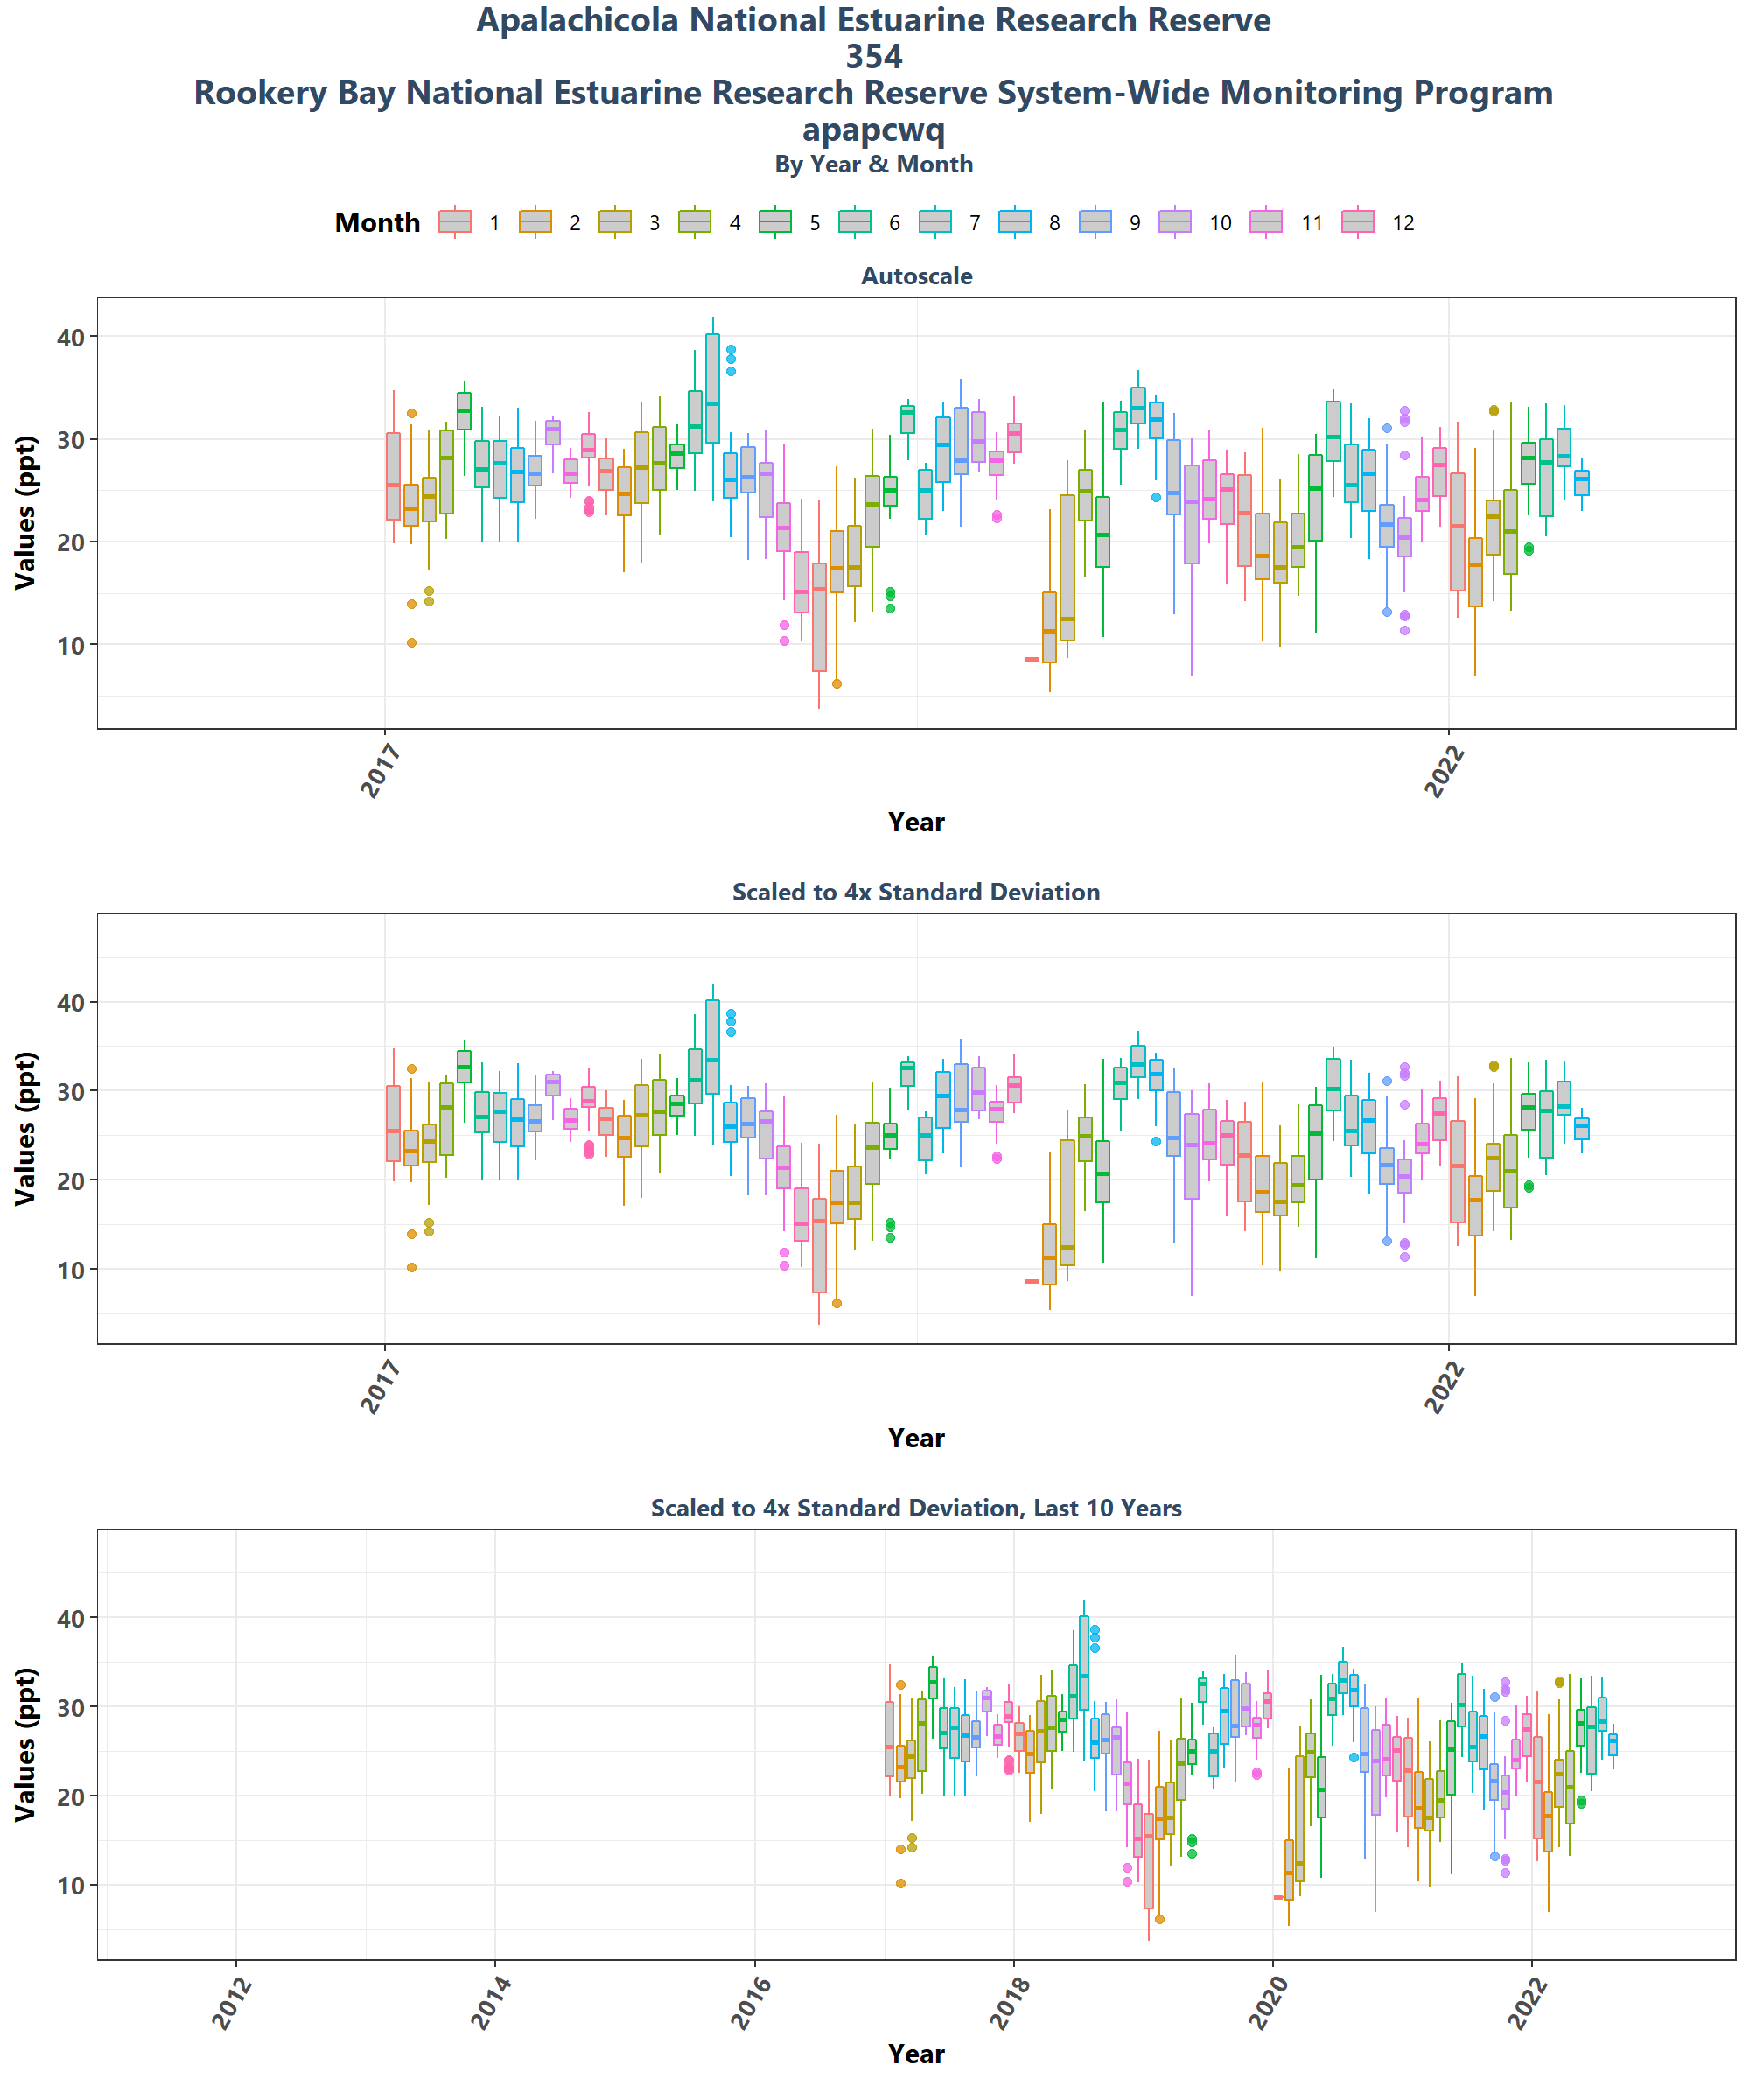 Apalachicola National Estuarine Research Reserve
354
Rookery Bay National Estuarine Research Reserve System-Wide Monitoring Program
apapcwq
By Year & Month
Month 1 2 3 4 5 6 7 8 9 10 11 12
Autoscale
Values (ppt)
40
30
20
10
2017 2022
Year
Scaled to 4x Standard Deviation
Values (ppt)
40
30
20
10
2017 2022
Year
Scaled to 4x Standard Deviation, Last 10 Years
Values (ppt)
40
30
20
10
2012 2014 2016 2018 2020 2022
Year